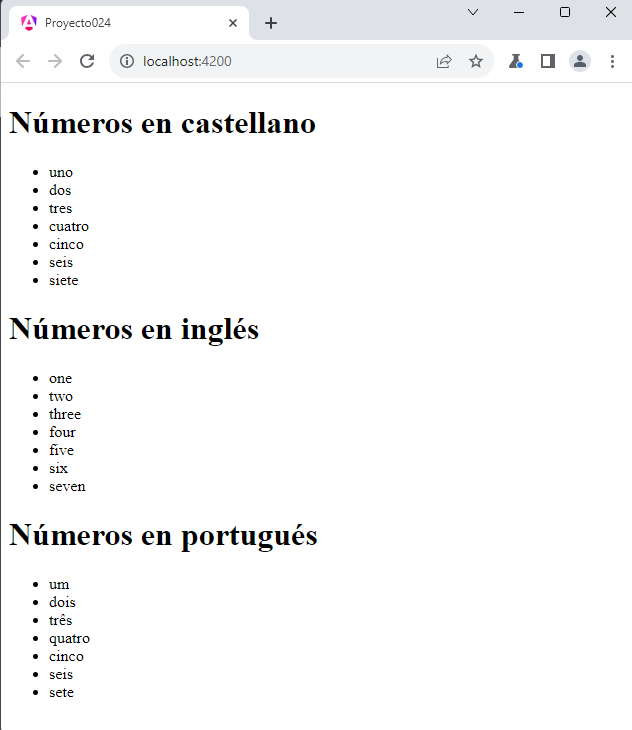 Proyecto024
localhost:4200
Números en castellano
uno
dos
tres
cuatro
cinco
seis
siete
Números en inglés
one
two
three
four
five
six
seven
Números en portugués
um
dois
três
quatro
cinco
seis
sete